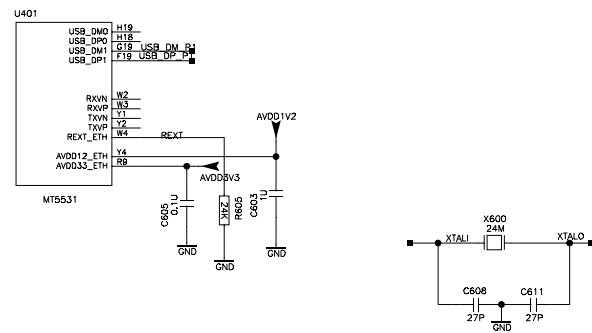 U401
USB_DM0 H19
USB_DP0 H18
USB_DM1 G19 USB_DM_P1
USB_DP1 F19 USB_DP_P1
RXVN W2
RXVP W3
TXVN Y1
TXVP Y2
REXT_ETH W4 REXT
AVDD12_ETH Y4
AVDD33_ETH R9
MT5531
AVDD1V2
AVDD3V3
C605
0.1U
24K
R605
C603
1U
GND
GND
GND
X600
24M
XTALI
XTALO
C608
27P
C611
27P
GND